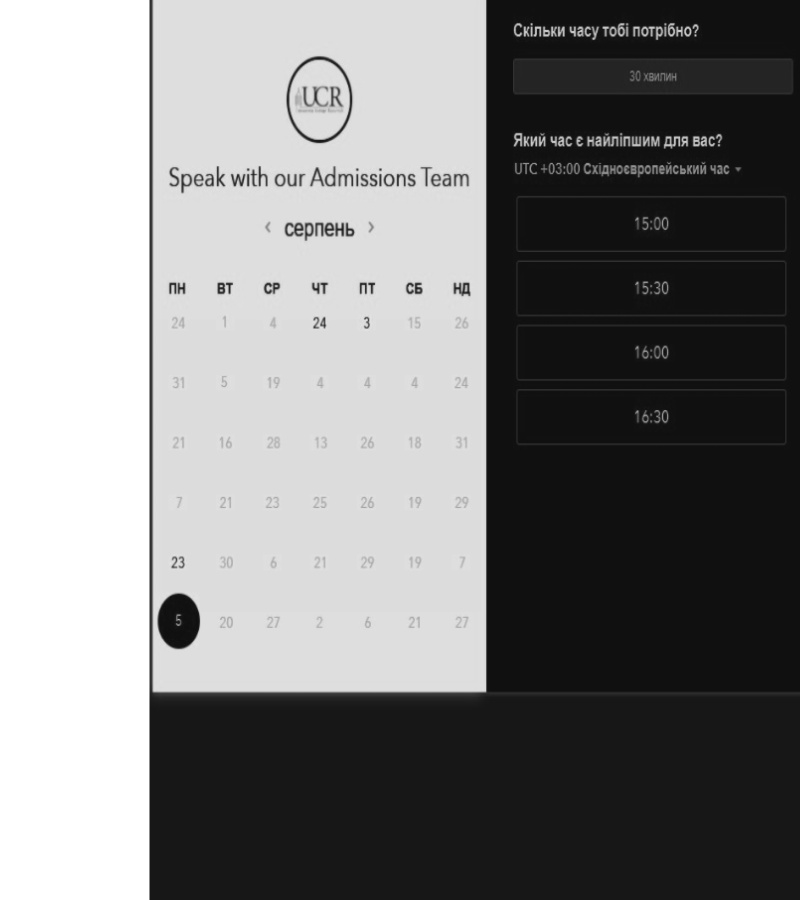 UCR
Speak with our Admissions Team
‹ серпень ›
ПН ВТ СР ЧТ ПТ СБ НД
24 1 4 24 3 15 26
31 5 19 4 4 4 24
21 16 28 13 26 18 31
7 21 23 25 26 19 29
23 30 6 21 29 19 7
5 20 27 2 6 21 27
Скільки часу тобі потрібно?
30 хвилин
Який час є найліпшим для вас?
UTC +03:00 Східноєвропейський час
15:00
15:30
16:00
16:30